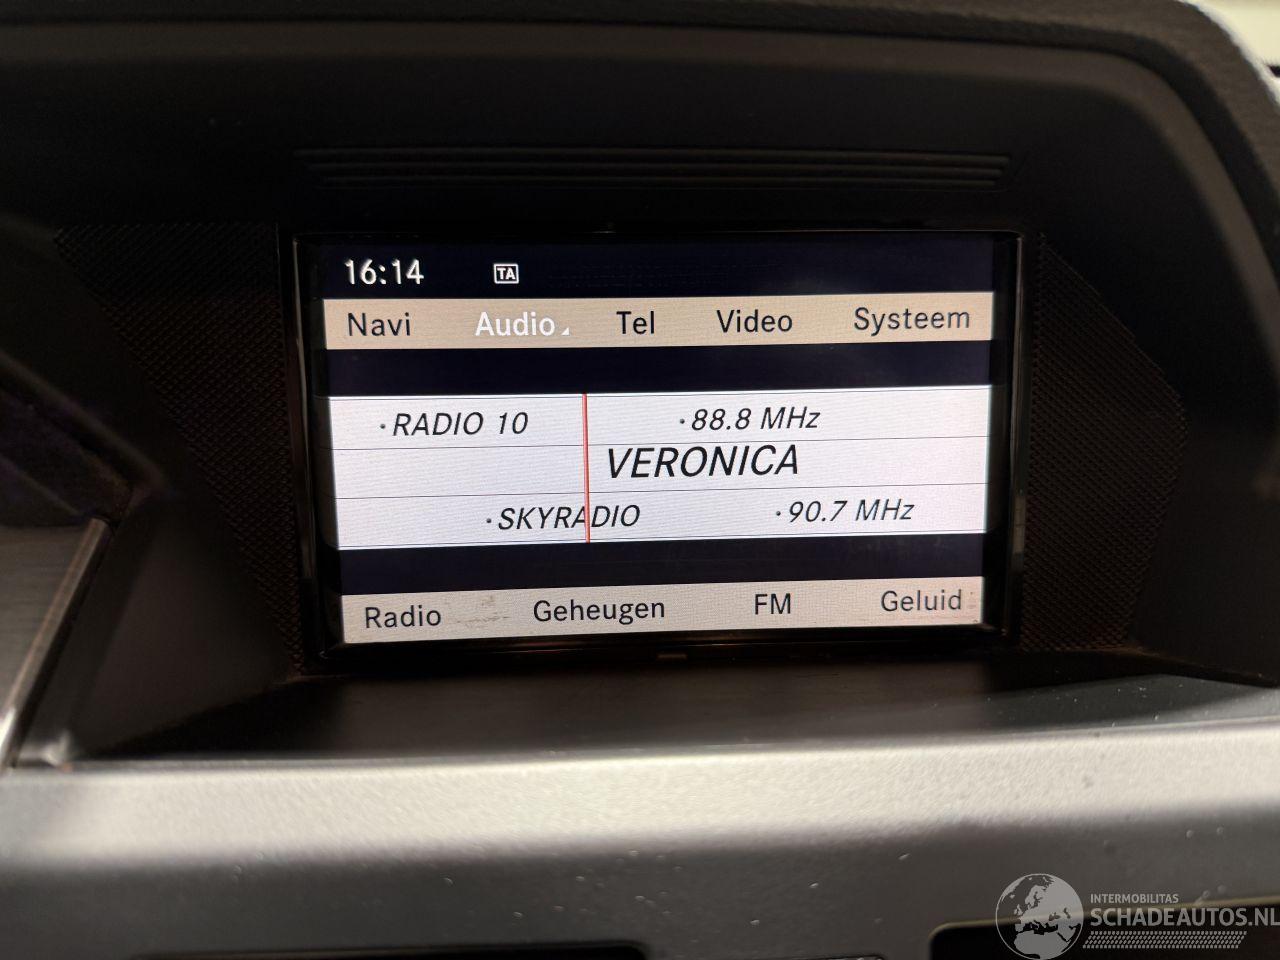 16:14 TA
Navi Audio Tel Video Systeem
·RADIO 10 ·88.8 MHz
VERONICA
·SKYRADIO ·90.7 MHz
Radio Geheugen FM Geluid
INTERMOBILITAS
SCHADEAUTOS.NL